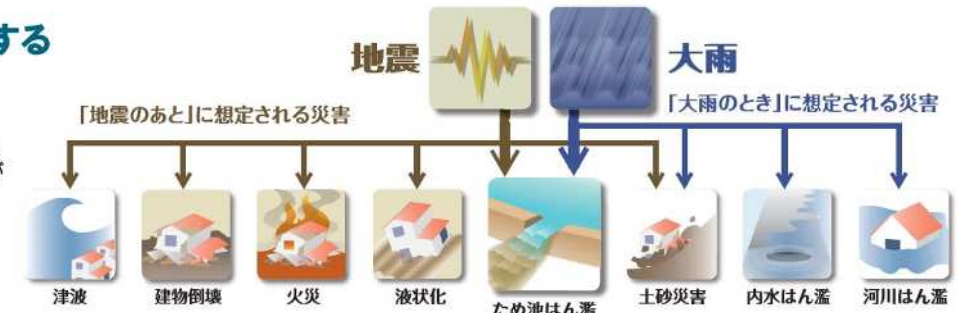 する
地震
大雨
「地震のあと」に想定される災害
「大雨のとき」に想定される災害
が
津波
建物倒壊
火災
液状化
ため池はん濫
土砂災害
内水はん濫
河川はん濫